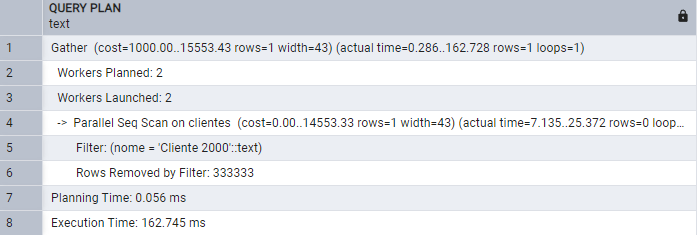 QUERY PLAN
text
1 Gather (cost=1000.00..15553.43 rows=1 width=43) (actual time=0.286..162.728 rows=1 loops=1)
2 Workers Planned: 2
3 Workers Launched: 2
4 -> Parallel Seq Scan on clientes (cost=0.00..14553.33 rows=1 width=43) (actual time=7.135..25.372 rows=0 loop...
5 Filter: (nome = 'Cliente 2000'::text)
6 Rows Removed by Filter: 333333
7 Planning Time: 0.056 ms
8 Execution Time: 162.745 ms